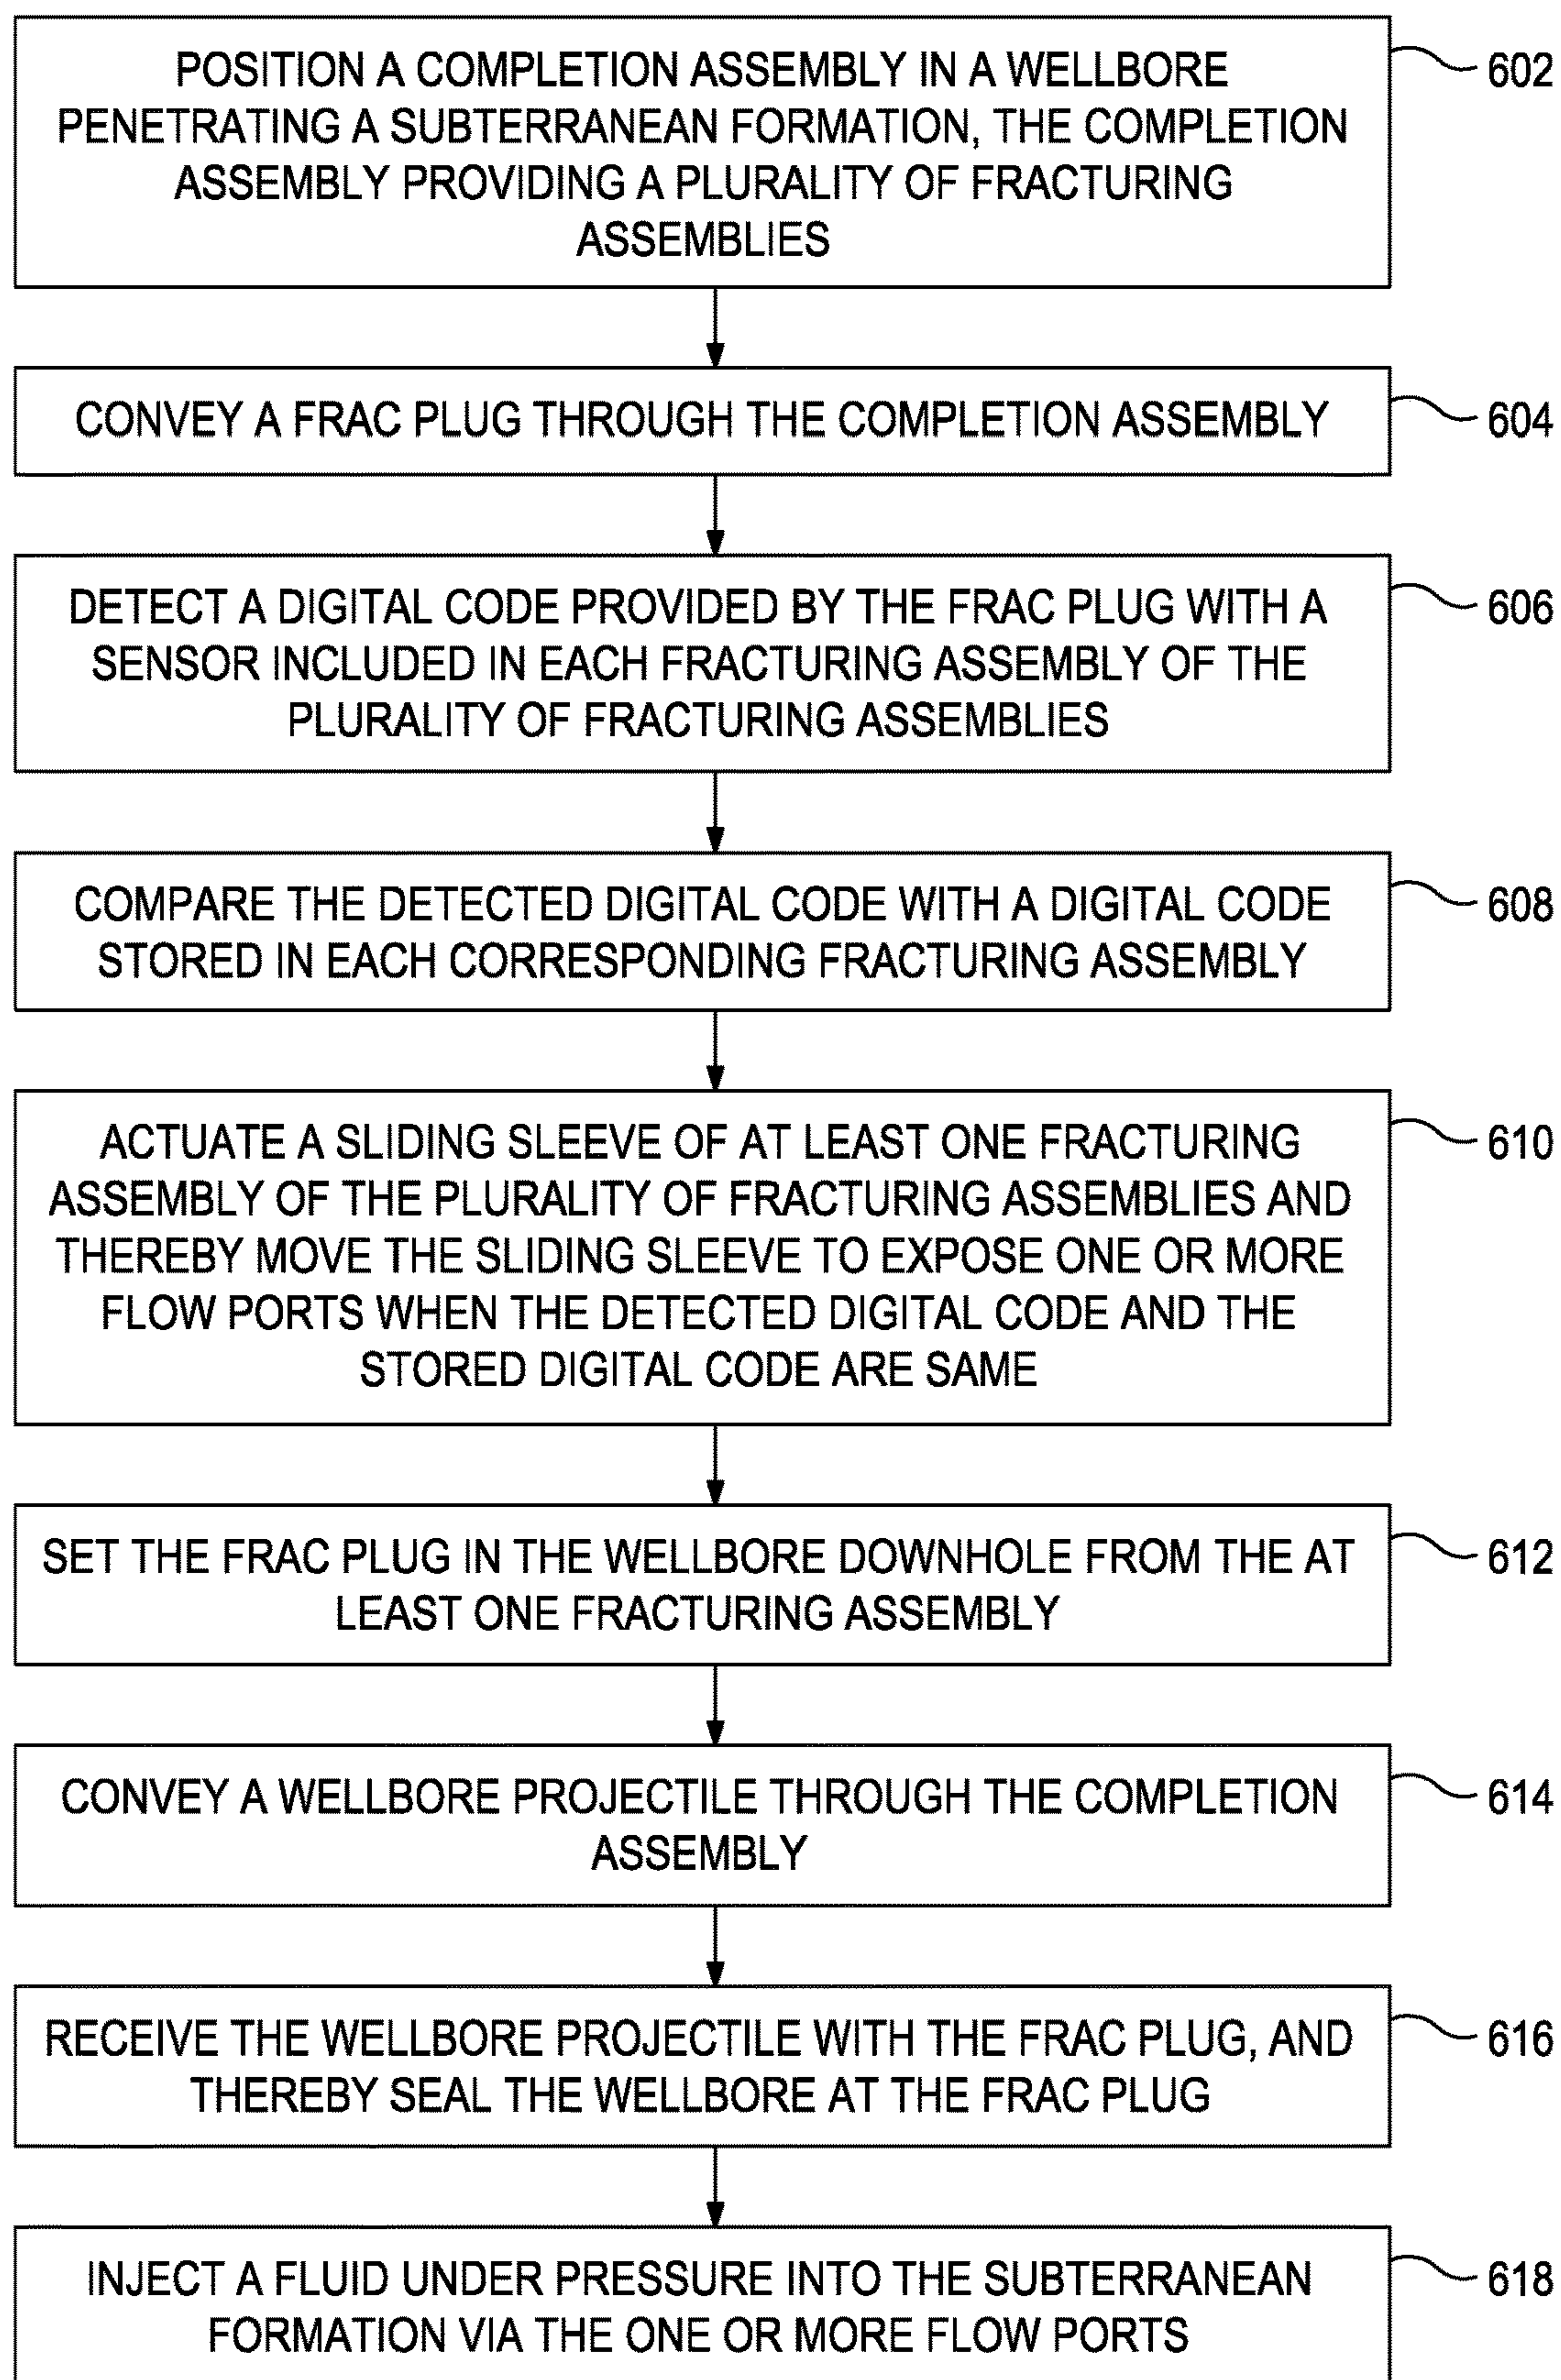 POSITION A COMPLETION ASSEMBLY IN A WELLBORE
602
PENETRATING A SUBTERRANEAN FORMATION, THE COMPLETION
ASSEMBLY PROVIDING A PLURALITY OF FRACTURING
ASSEMBLIES
CONVEY A FRAC PLUG THROUGH THE COMPLETION ASSEMBLY
604
DETECT A DIGITAL CODE PROVIDED BY THE FRAC PLUG WITH A
606
SENSOR INCLUDED IN EACH FRACTURING ASSEMBLY OF THE
PLURALITY OF FRACTURING ASSEMBLIES
COMPARE THE DETECTED DIGITAL CODE WITH A DIGITAL CODE
608
STORED IN EACH CORRESPONDING FRACTURING ASSEMBLY
ACTUATE A SLIDING SLEEVE OF AT LEAST ONE FRACTURING
610
ASSEMBLY OF THE PLURALITY OF FRACTURING ASSEMBLIES AND
THEREBY MOVE THE SLIDING SLEEVE TO EXPOSE ONE OR MORE
FLOW PORTS WHEN THE DETECTED DIGITAL CODE AND THE
STORED DIGITAL CODE ARE SAME
SET THE FRAC PLUG IN THE WELLBORE DOWNHOLE FROM THE AT
612
LEAST ONE FRACTURING ASSEMBLY
CONVEY A WELLBORE PROJECTILE THROUGH THE COMPLETION
614
ASSEMBLY
RECEIVE THE WELLBORE PROJECTILE WITH THE FRAC PLUG, AND
616
THEREBY SEAL THE WELLBORE AT THE FRAC PLUG
INJECT A FLUID UNDER PRESSURE INTO THE SUBTERRANEAN
618
FORMATION VIA THE ONE OR MORE FLOW PORTS